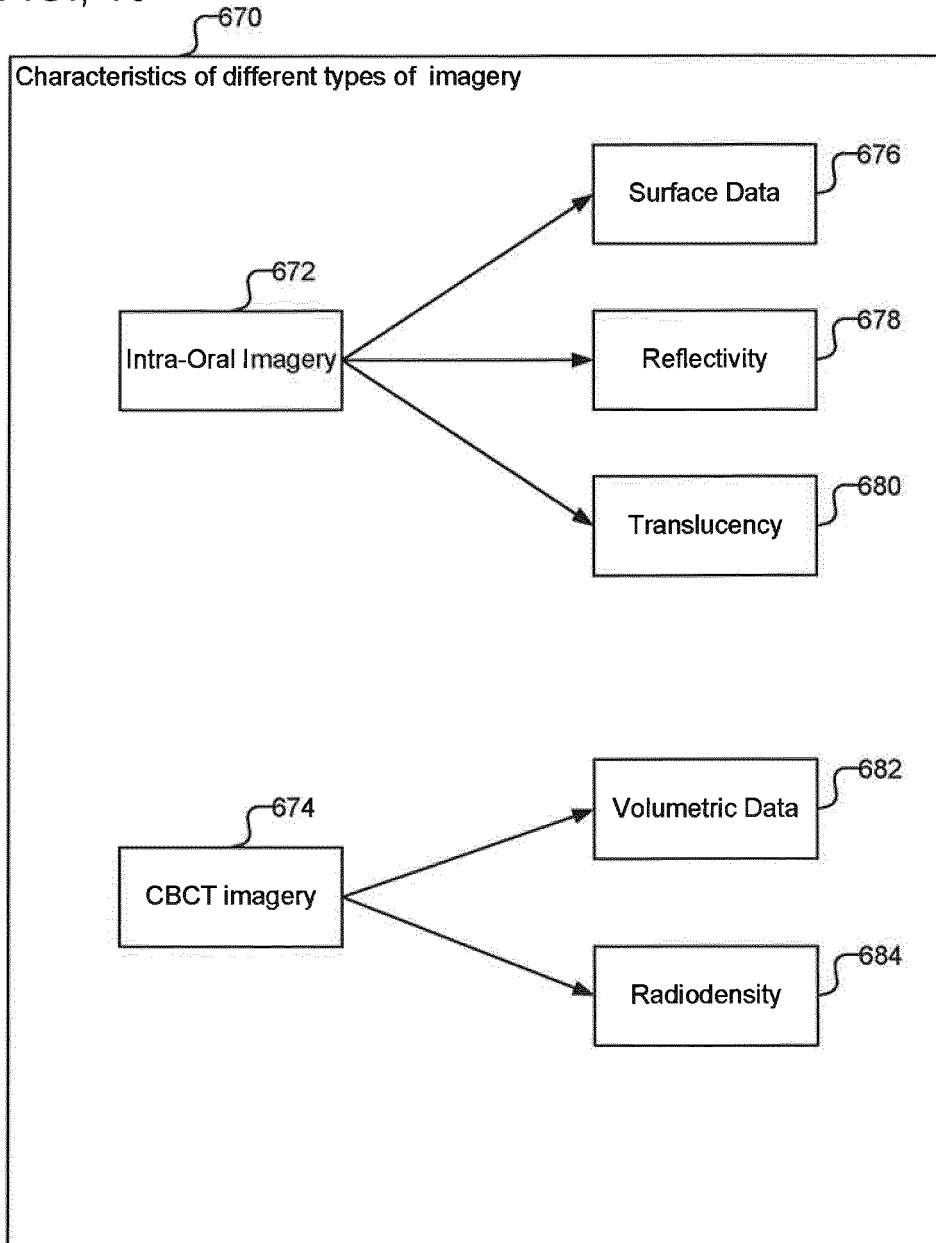 670
Characteristics of different types of imagery
676
Surface Data
672
Intra-Oral Imagery
678
Reflectivity
680
Translucency
682
Volumetric Data
674
CBCT imagery
684
Radiodensity